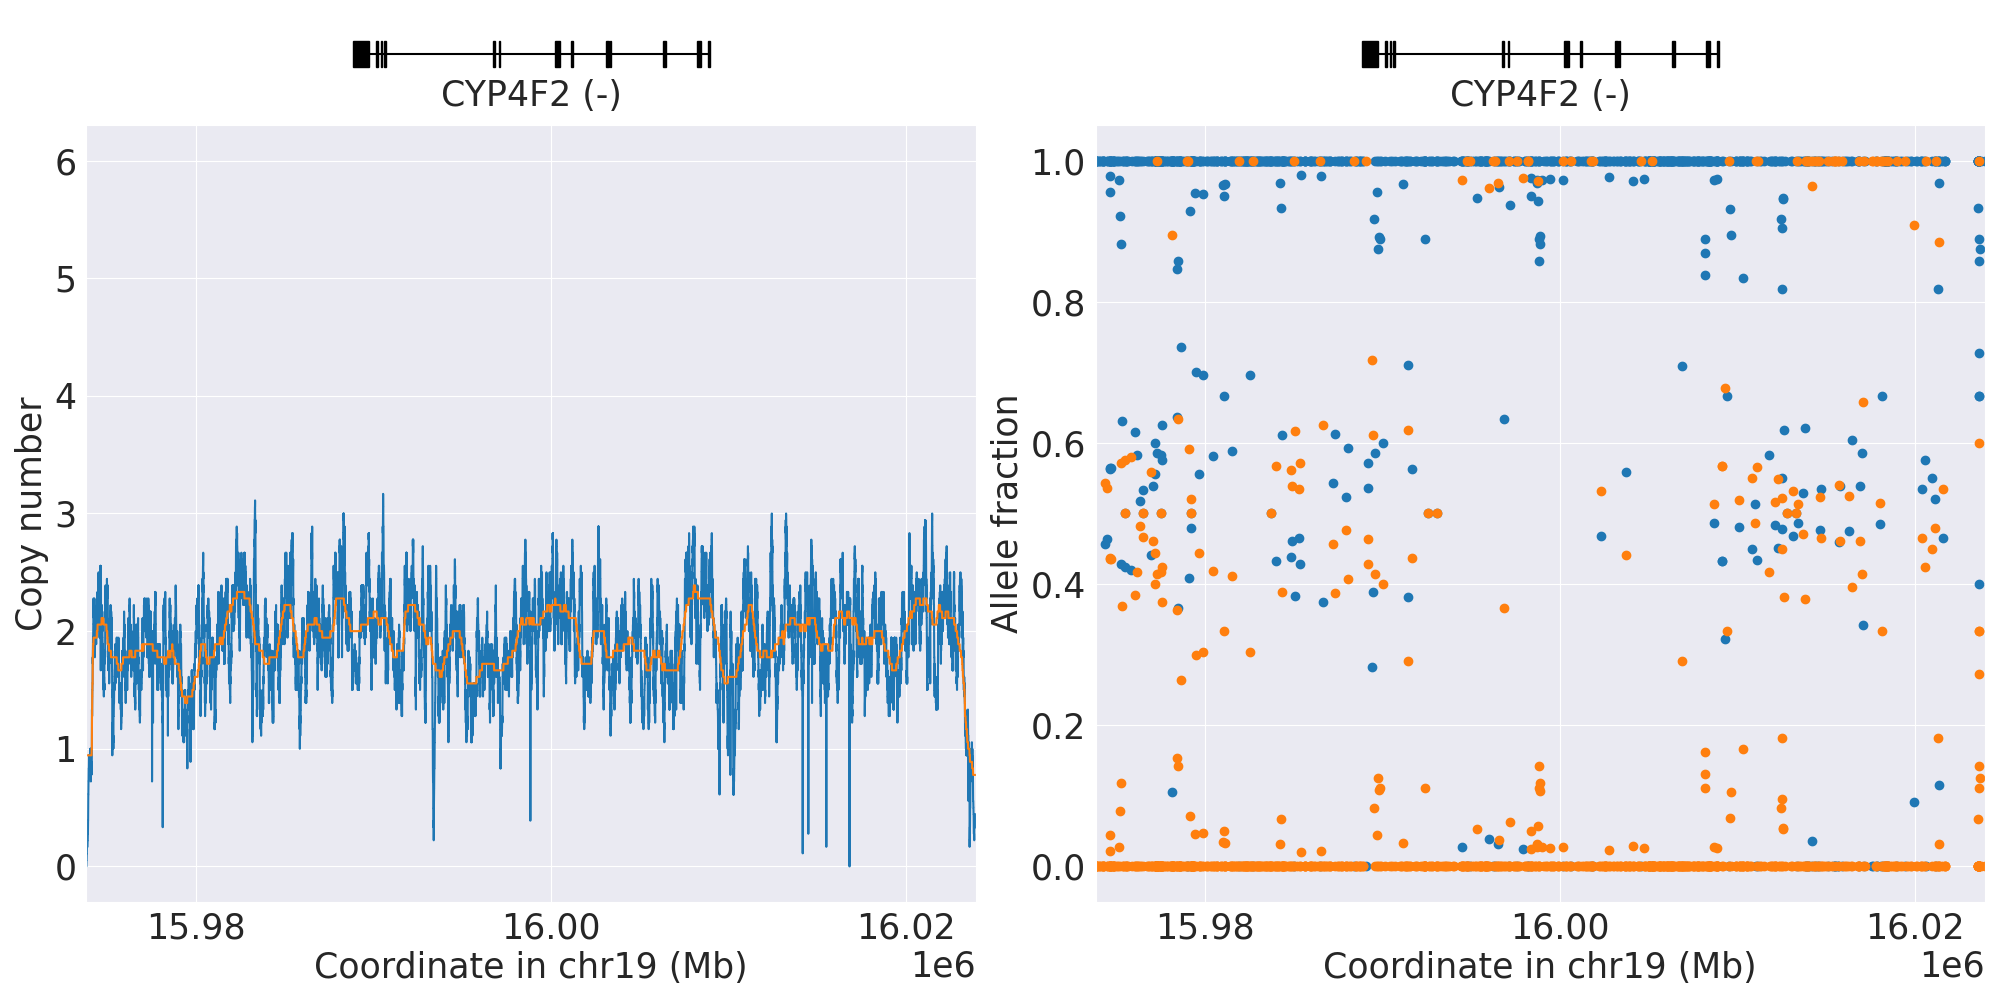 CYP4F2 (-)
6
5
4
3
2
1
0
Copy number
15.98
16.00
16.02
Coordinate in chr19 (Mb)
1e6
CYP4F2 (-)
1.0
0.8
0.6
0.4
0.2
0.0
Allele fraction
15.98
16.00
16.02
Coordinate in chr19 (Mb)
1e6